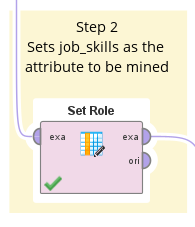 Step 2
Sets job_skills as the
attribute to be mined
Set Role
exa
exa
ori